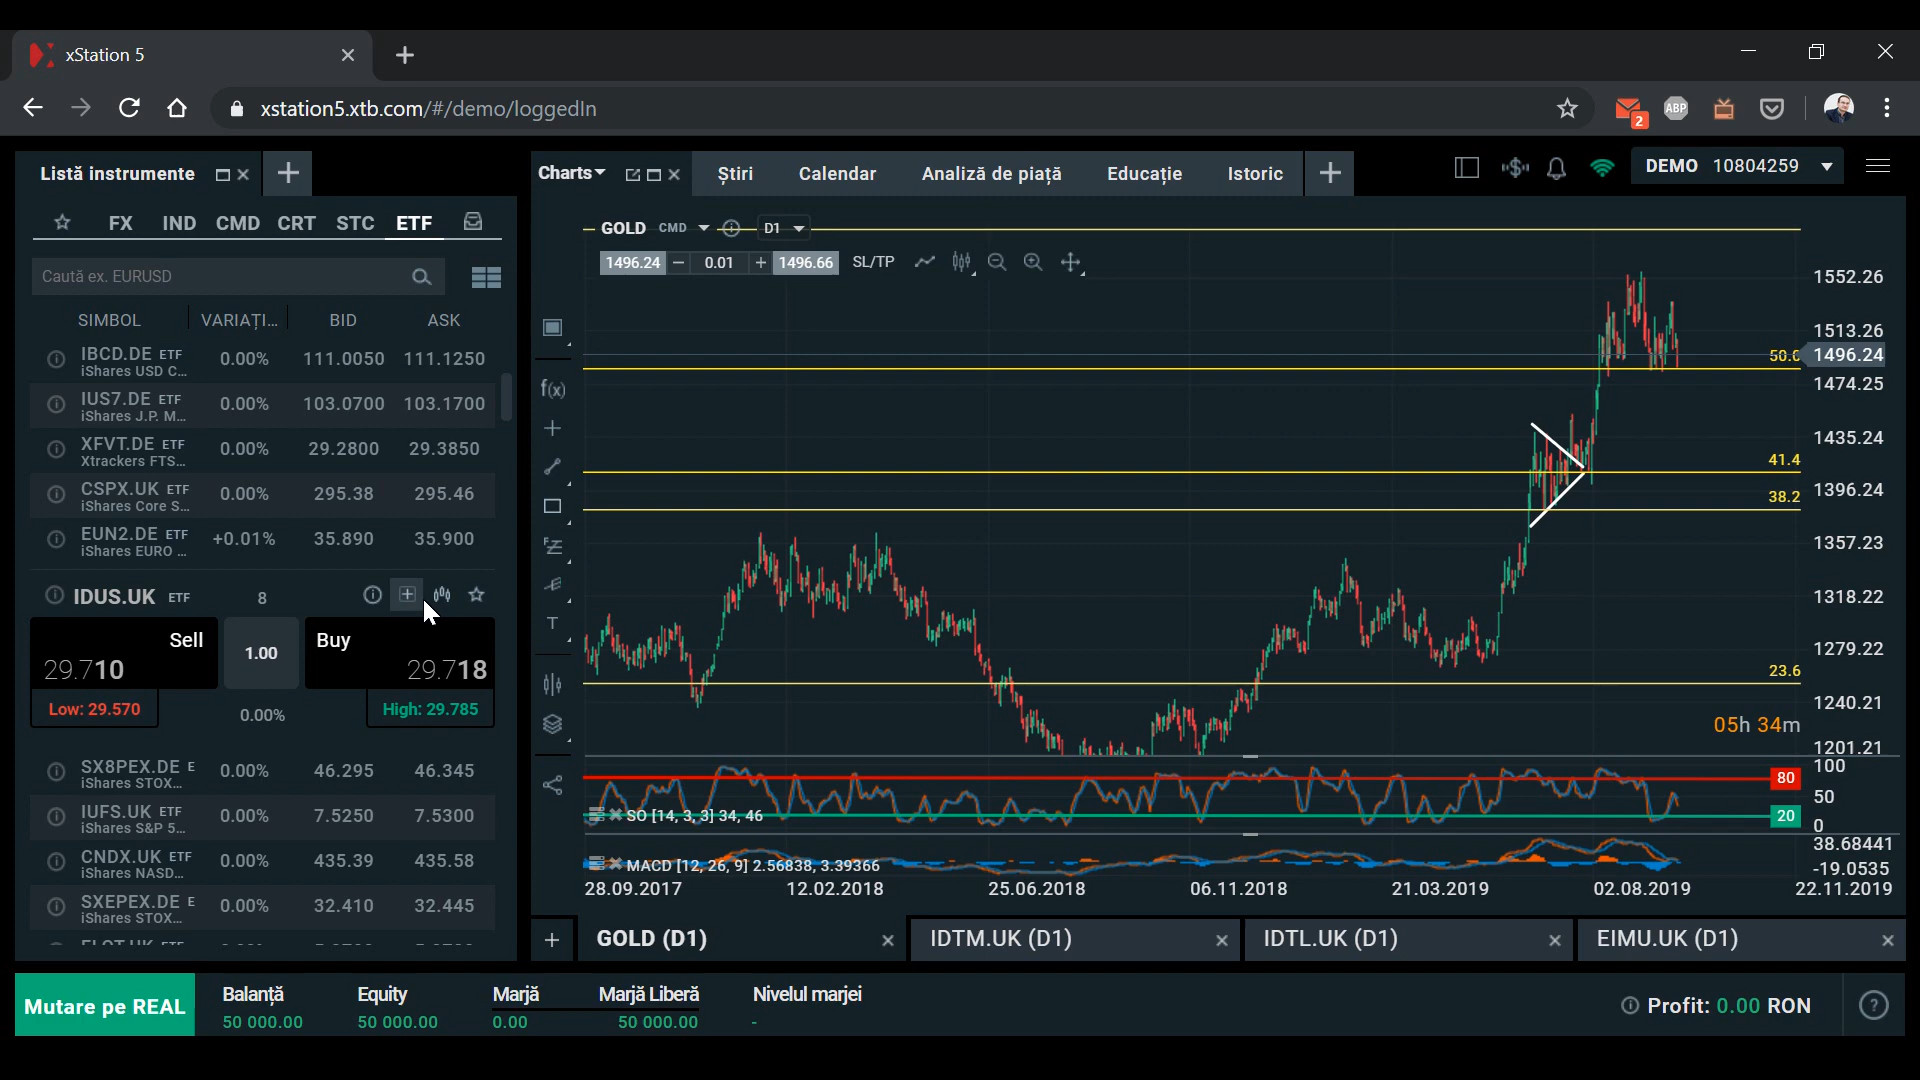 xStation 5
xstation5.xtb.com/#/demo/loggedIn
ABP
2
Listă instrumente
Charts
Știri
Calendar
Analiză de piață
Educație
Istoric
DEMO 10804259
FX IND CMD CRT STC ETF
Caută ex. EURUSD
SIMBOL VARIAȚI... BID ASK
IBCD.DE ETF 0.00% 111.0050 111.1250
iShares USD C...
IUS7.DE ETF 0.00% 103.0700 103.1700
iShares J.P. M...
XFVT.DE ETF 0.00% 29.2800 29.3850
Xtrackers FTS...
CSPX.UK ETF 0.00% 295.38 295.46
iShares Core S...
EUN2.DE ETF +0.01% 35.890 35.900
iShares EURO ...
IDUS.UK ETF 8
Sell 1.00 Buy
29.710 29.718
Low: 29.570 0.00% High: 29.785
SX8PEX.DE E 0.00% 46.295 46.345
iShares STOX...
IUFS.UK ETF 0.00% 7.5250 7.5300
iShares S&P 5...
CNDX.UK ETF 0.00% 435.39 435.58
iShares NASD...
SXEPEX.DE E 0.00% 32.410 32.445
iShares STOX...
GOLD CMD D1
1496.24 − 0.01 + 1496.66 SL/TP
f(x)
T
1552.26
1513.26
1496.24
1474.25
1435.24
1396.24
1357.23
1318.22
1279.22
1240.21
1201.21
41.4
38.2
23.6
05h 34m
100
80
50
20
0
SO [14, 3, 3] 34, 46
38.68441
MACD [12, 26, 9] 2.56838, 3.39366
-19.0535
28.09.2017 12.02.2018 25.06.2018 06.11.2018 21.03.2019 02.08.2019 22.11.2019
GOLD (D1)
IDTM.UK (D1)
IDTL.UK (D1)
EIMU.UK (D1)
Mutare pe REAL
Balanță Equity Marjă Marjă Liberă Nivelul marjei
50 000.00 50 000.00 0.00 50 000.00 -
Profit: 0.00 RON